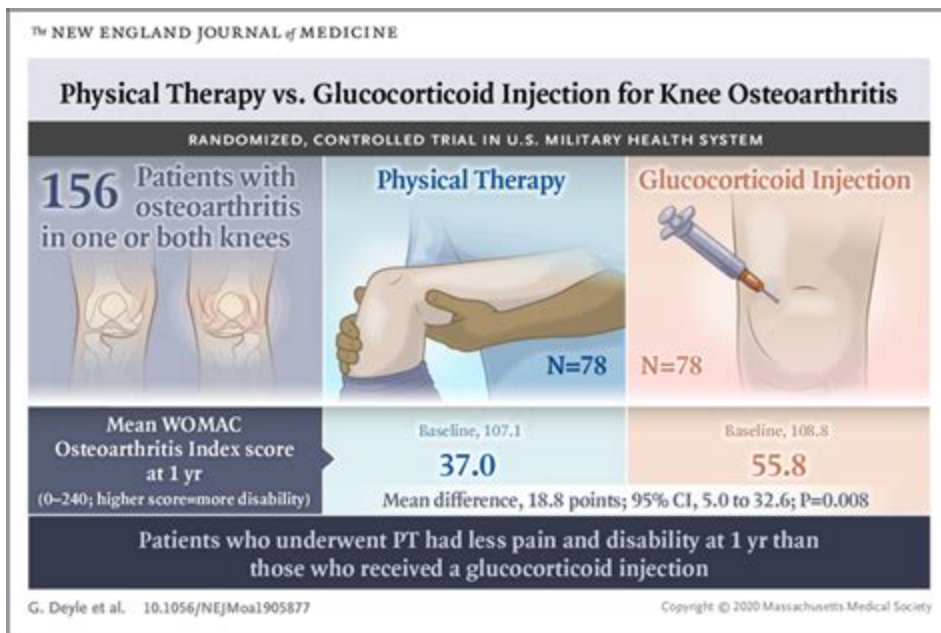 The NEW ENGLAND JOURNAL of MEDICINE
Physical Therapy vs. Glucocorticoid Injection for Knee Osteoarthritis
RANDOMIZED, CONTROLLED TRIAL IN U.S. MILITARY HEALTH SYSTEM
156 Patients with
osteoarthritis
in one or both knees
Physical Therapy
N=78
Glucocorticoid Injection
N=78
Mean WOMAC
Osteoarthritis Index score
at 1 yr
(0–240; higher score=more disability)
Baseline, 107.1
37.0
Baseline, 108.8
55.8
Mean difference, 18.8 points; 95% CI, 5.0 to 32.6; P=0.008
Patients who underwent PT had less pain and disability at 1 yr than
those who received a glucocorticoid injection
G. Deyle et al. 10.1056/NEJMoa1905877
Copyright © 2020 Massachusetts Medical Society